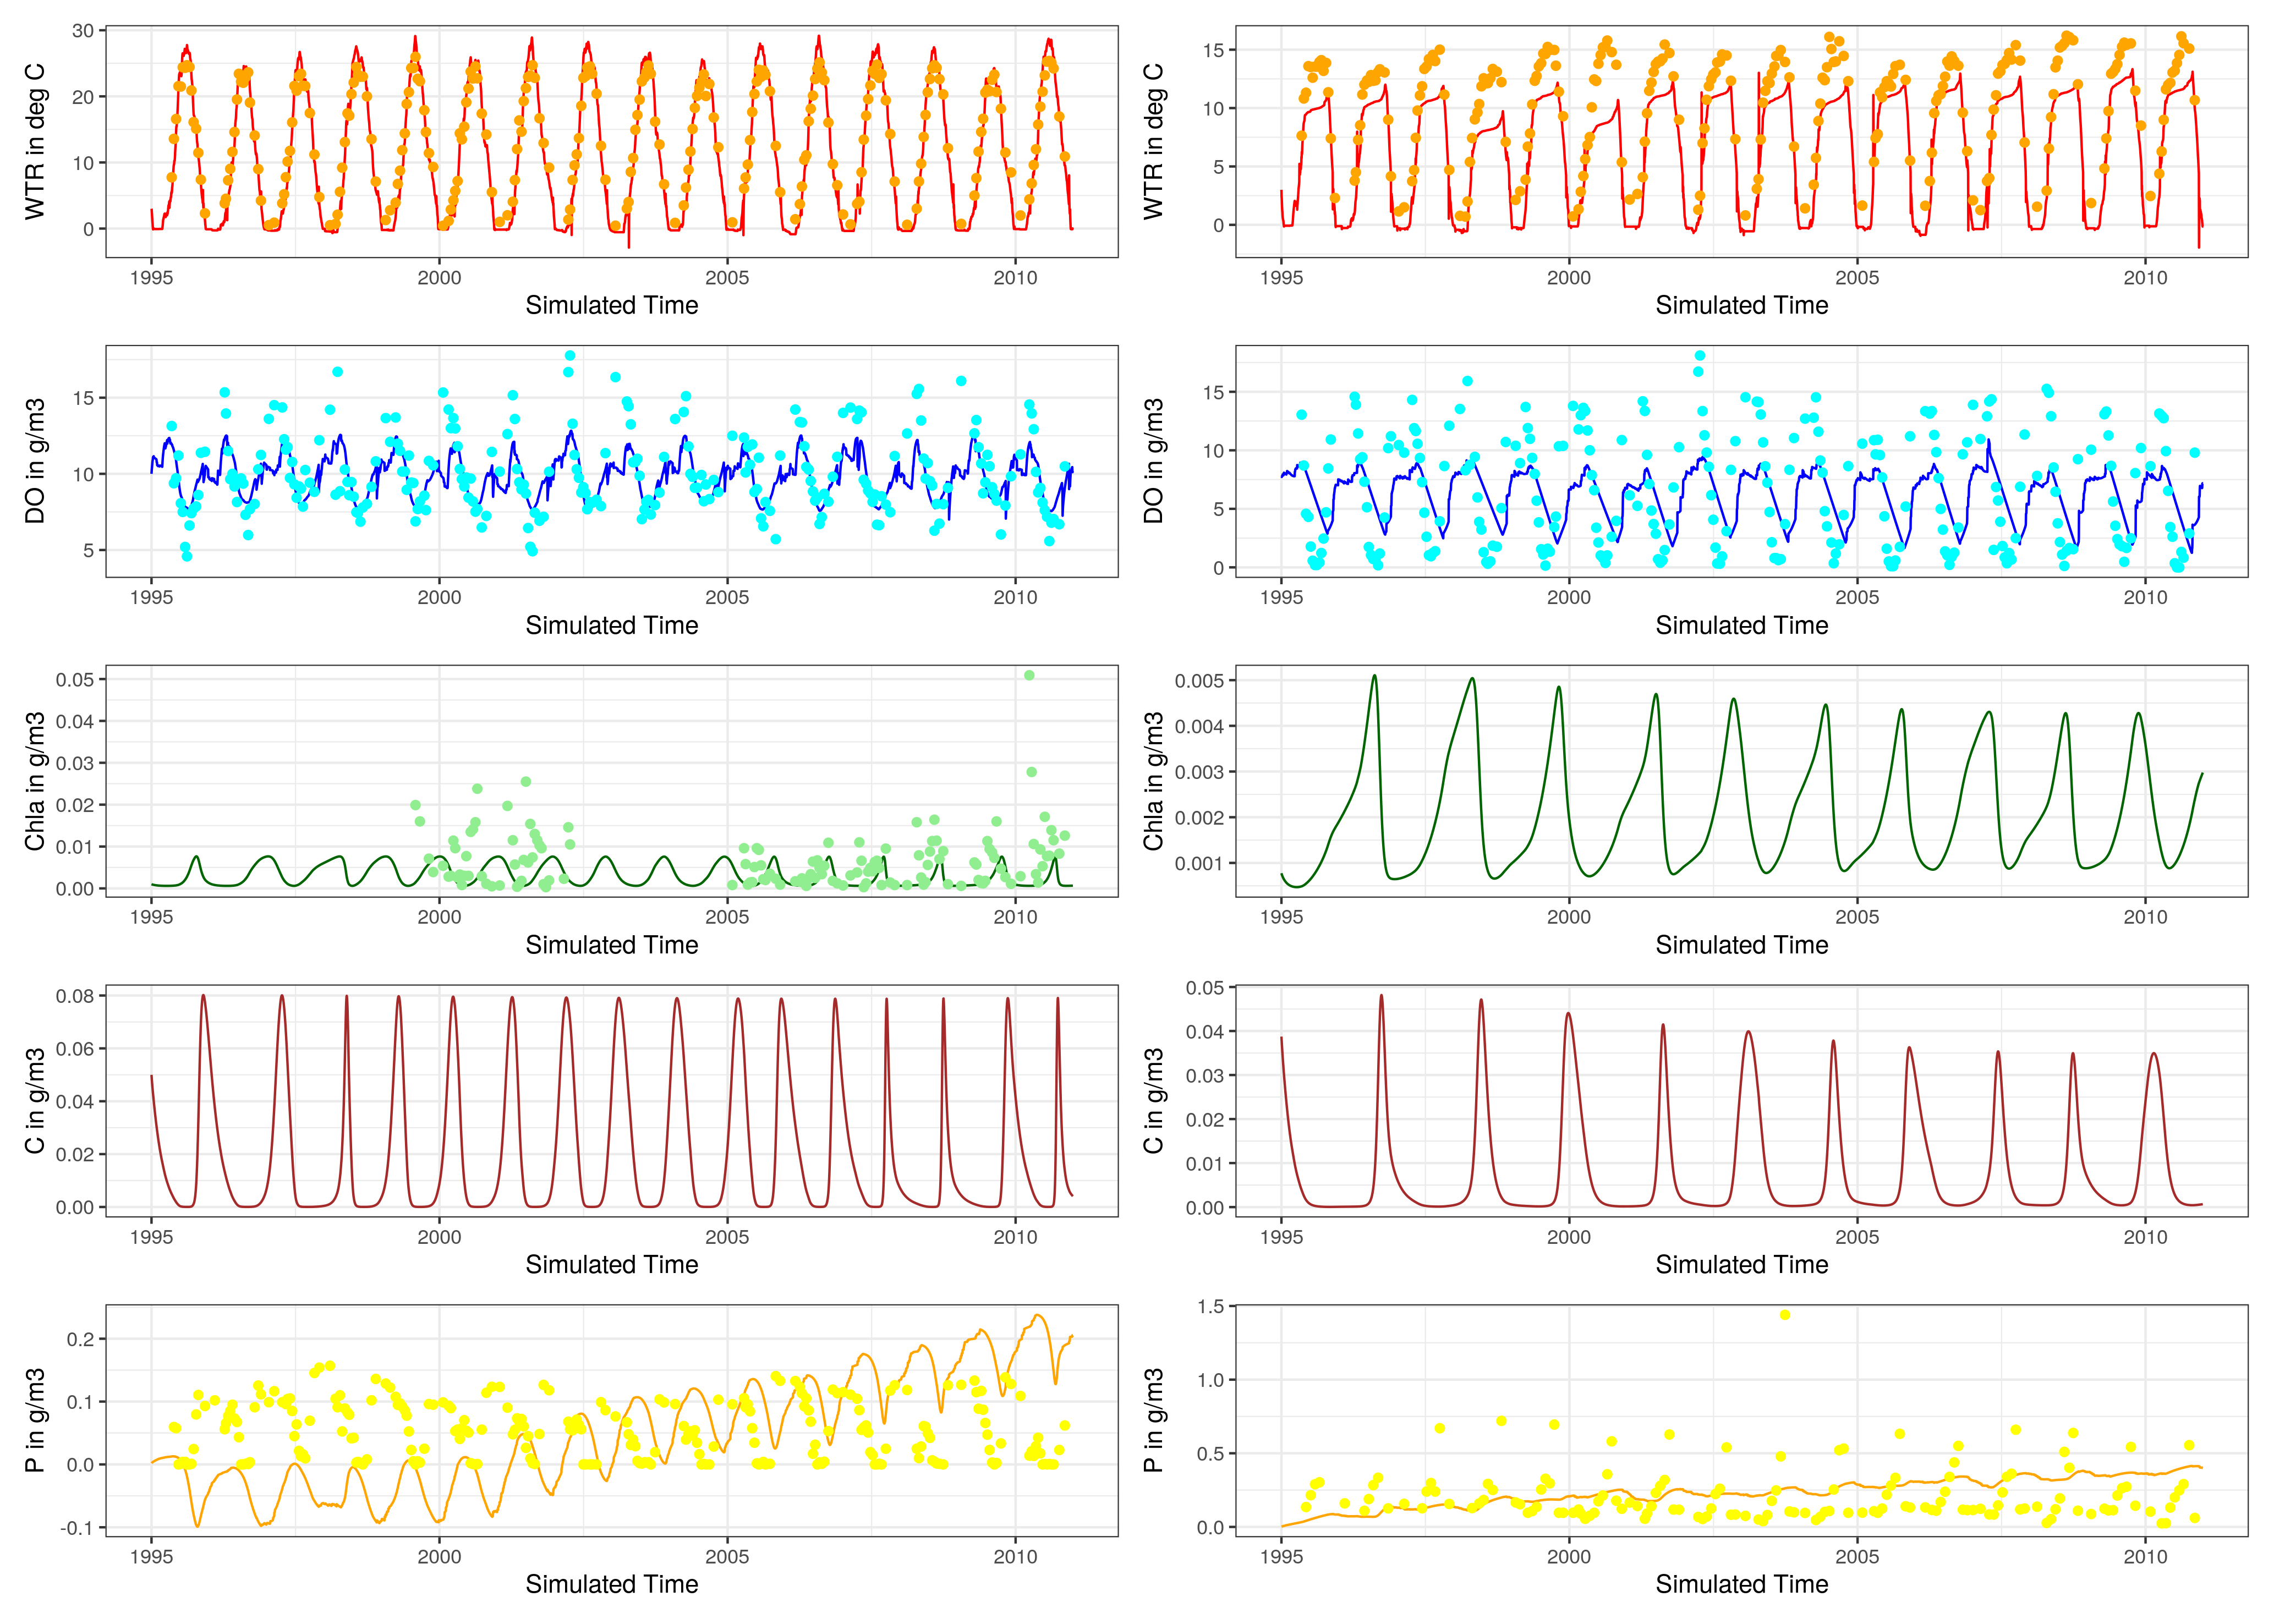 WTR in deg C
30
20
10
0
1995 2000 2005 2010
Simulated Time
WTR in deg C
15
10
5
0
1995 2000 2005 2010
Simulated Time
DO in g/m3
15
10
5
1995 2000 2005 2010
Simulated Time
DO in g/m3
15
10
5
0
1995 2000 2005 2010
Simulated Time
Chla in g/m3
0.05
0.04
0.03
0.02
0.01
0.00
1995 2000 2005 2010
Simulated Time
Chla in g/m3
0.005
0.004
0.003
0.002
0.001
1995 2000 2005 2010
Simulated Time
C in g/m3
0.08
0.06
0.04
0.02
0.00
1995 2000 2005 2010
Simulated Time
C in g/m3
0.05
0.04
0.03
0.02
0.01
0.00
1995 2000 2005 2010
Simulated Time
P in g/m3
0.2
0.1
0.0
-0.1
1995 2000 2005 2010
Simulated Time
P in g/m3
1.5
1.0
0.5
0.0
1995 2000 2005 2010
Simulated Time